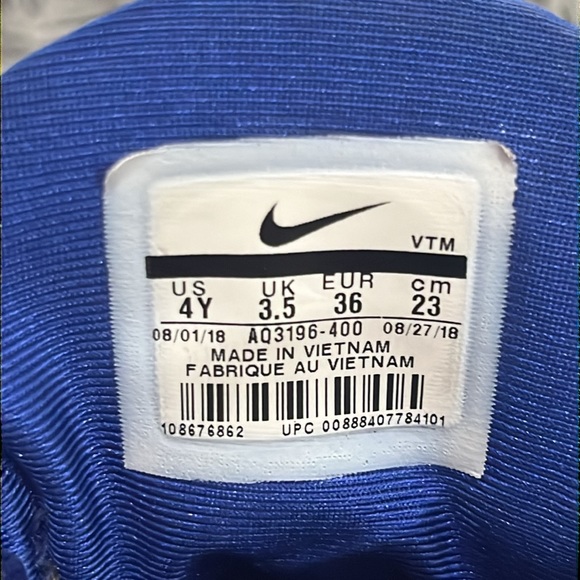 VTM
US UK EUR cm
4Y 3.5 36 23
08/01/18 AQ3196-400 08/27/18
MADE IN VIETNAM
FABRIQUE AU VIETNAM
108676862 UPC 00888407784101